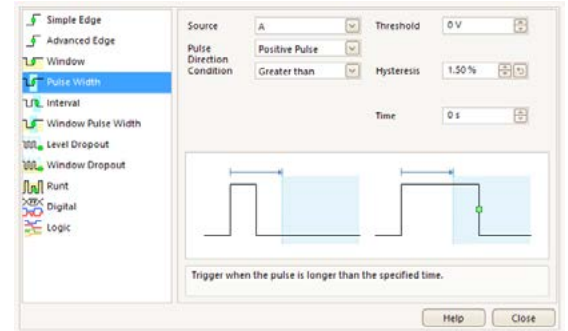 Simple Edge
Advanced Edge
Window
Pulse Width
Interval
Window Pulse Width
Level Dropout
Window Dropout
Runt
Digital
Logic
Source A Threshold 0 V
Pulse Direction Positive Pulse
Condition Greater than Hysteresis 1.50 %
Time 0 s
Trigger when the pulse is longer than the specified time.
Help Close